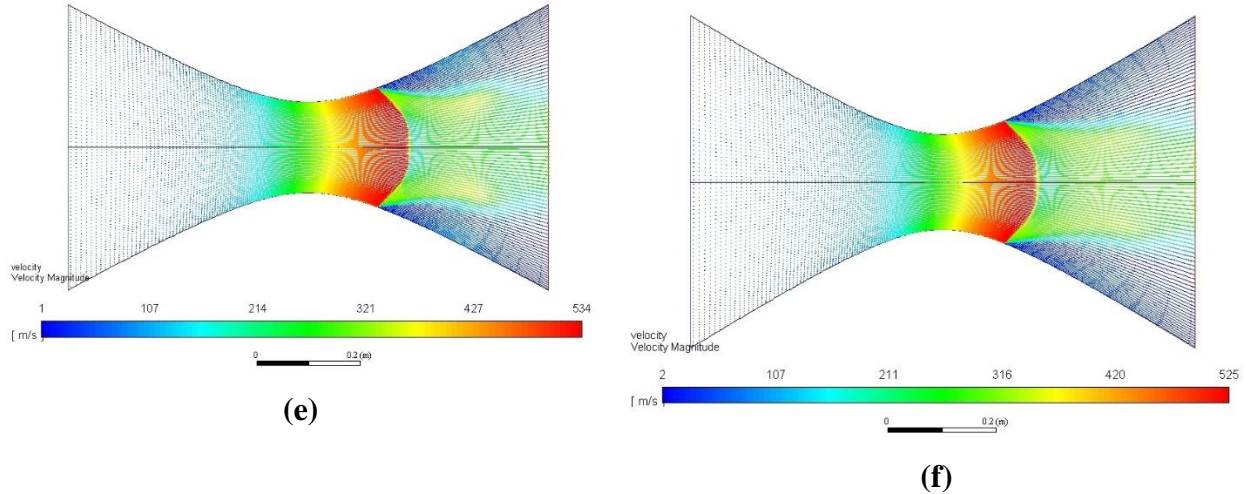 velocity
Velocity Magnitude
1 107 214 321 427 534
[ m/s ]
0 0.2 (m)
(e)
velocity
Velocity Magnitude
2 107 211 316 420 525
[ m/s ]
0 0.2 (m)
(f)